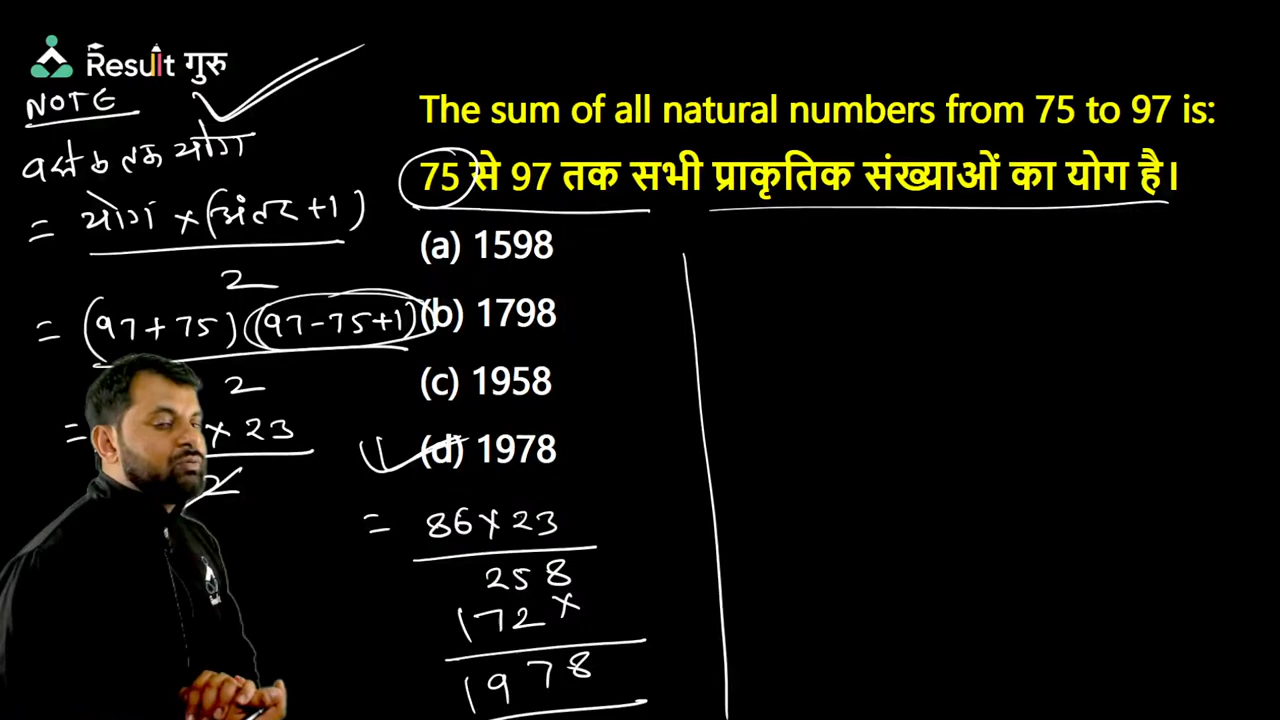 Result गुरु
NOTE
a से b तक योग
= योग × (अंतर +1)
2
= (97+75) (97-75+1)
2
= × 23
2
The sum of all natural numbers from 75 to 97 is:
75 से 97 तक सभी प्राकृतिक संख्याओं का योग है।
(a) 1598
(b) 1798
(c) 1958
(d) 1978
= 86×23
258
172×
1978